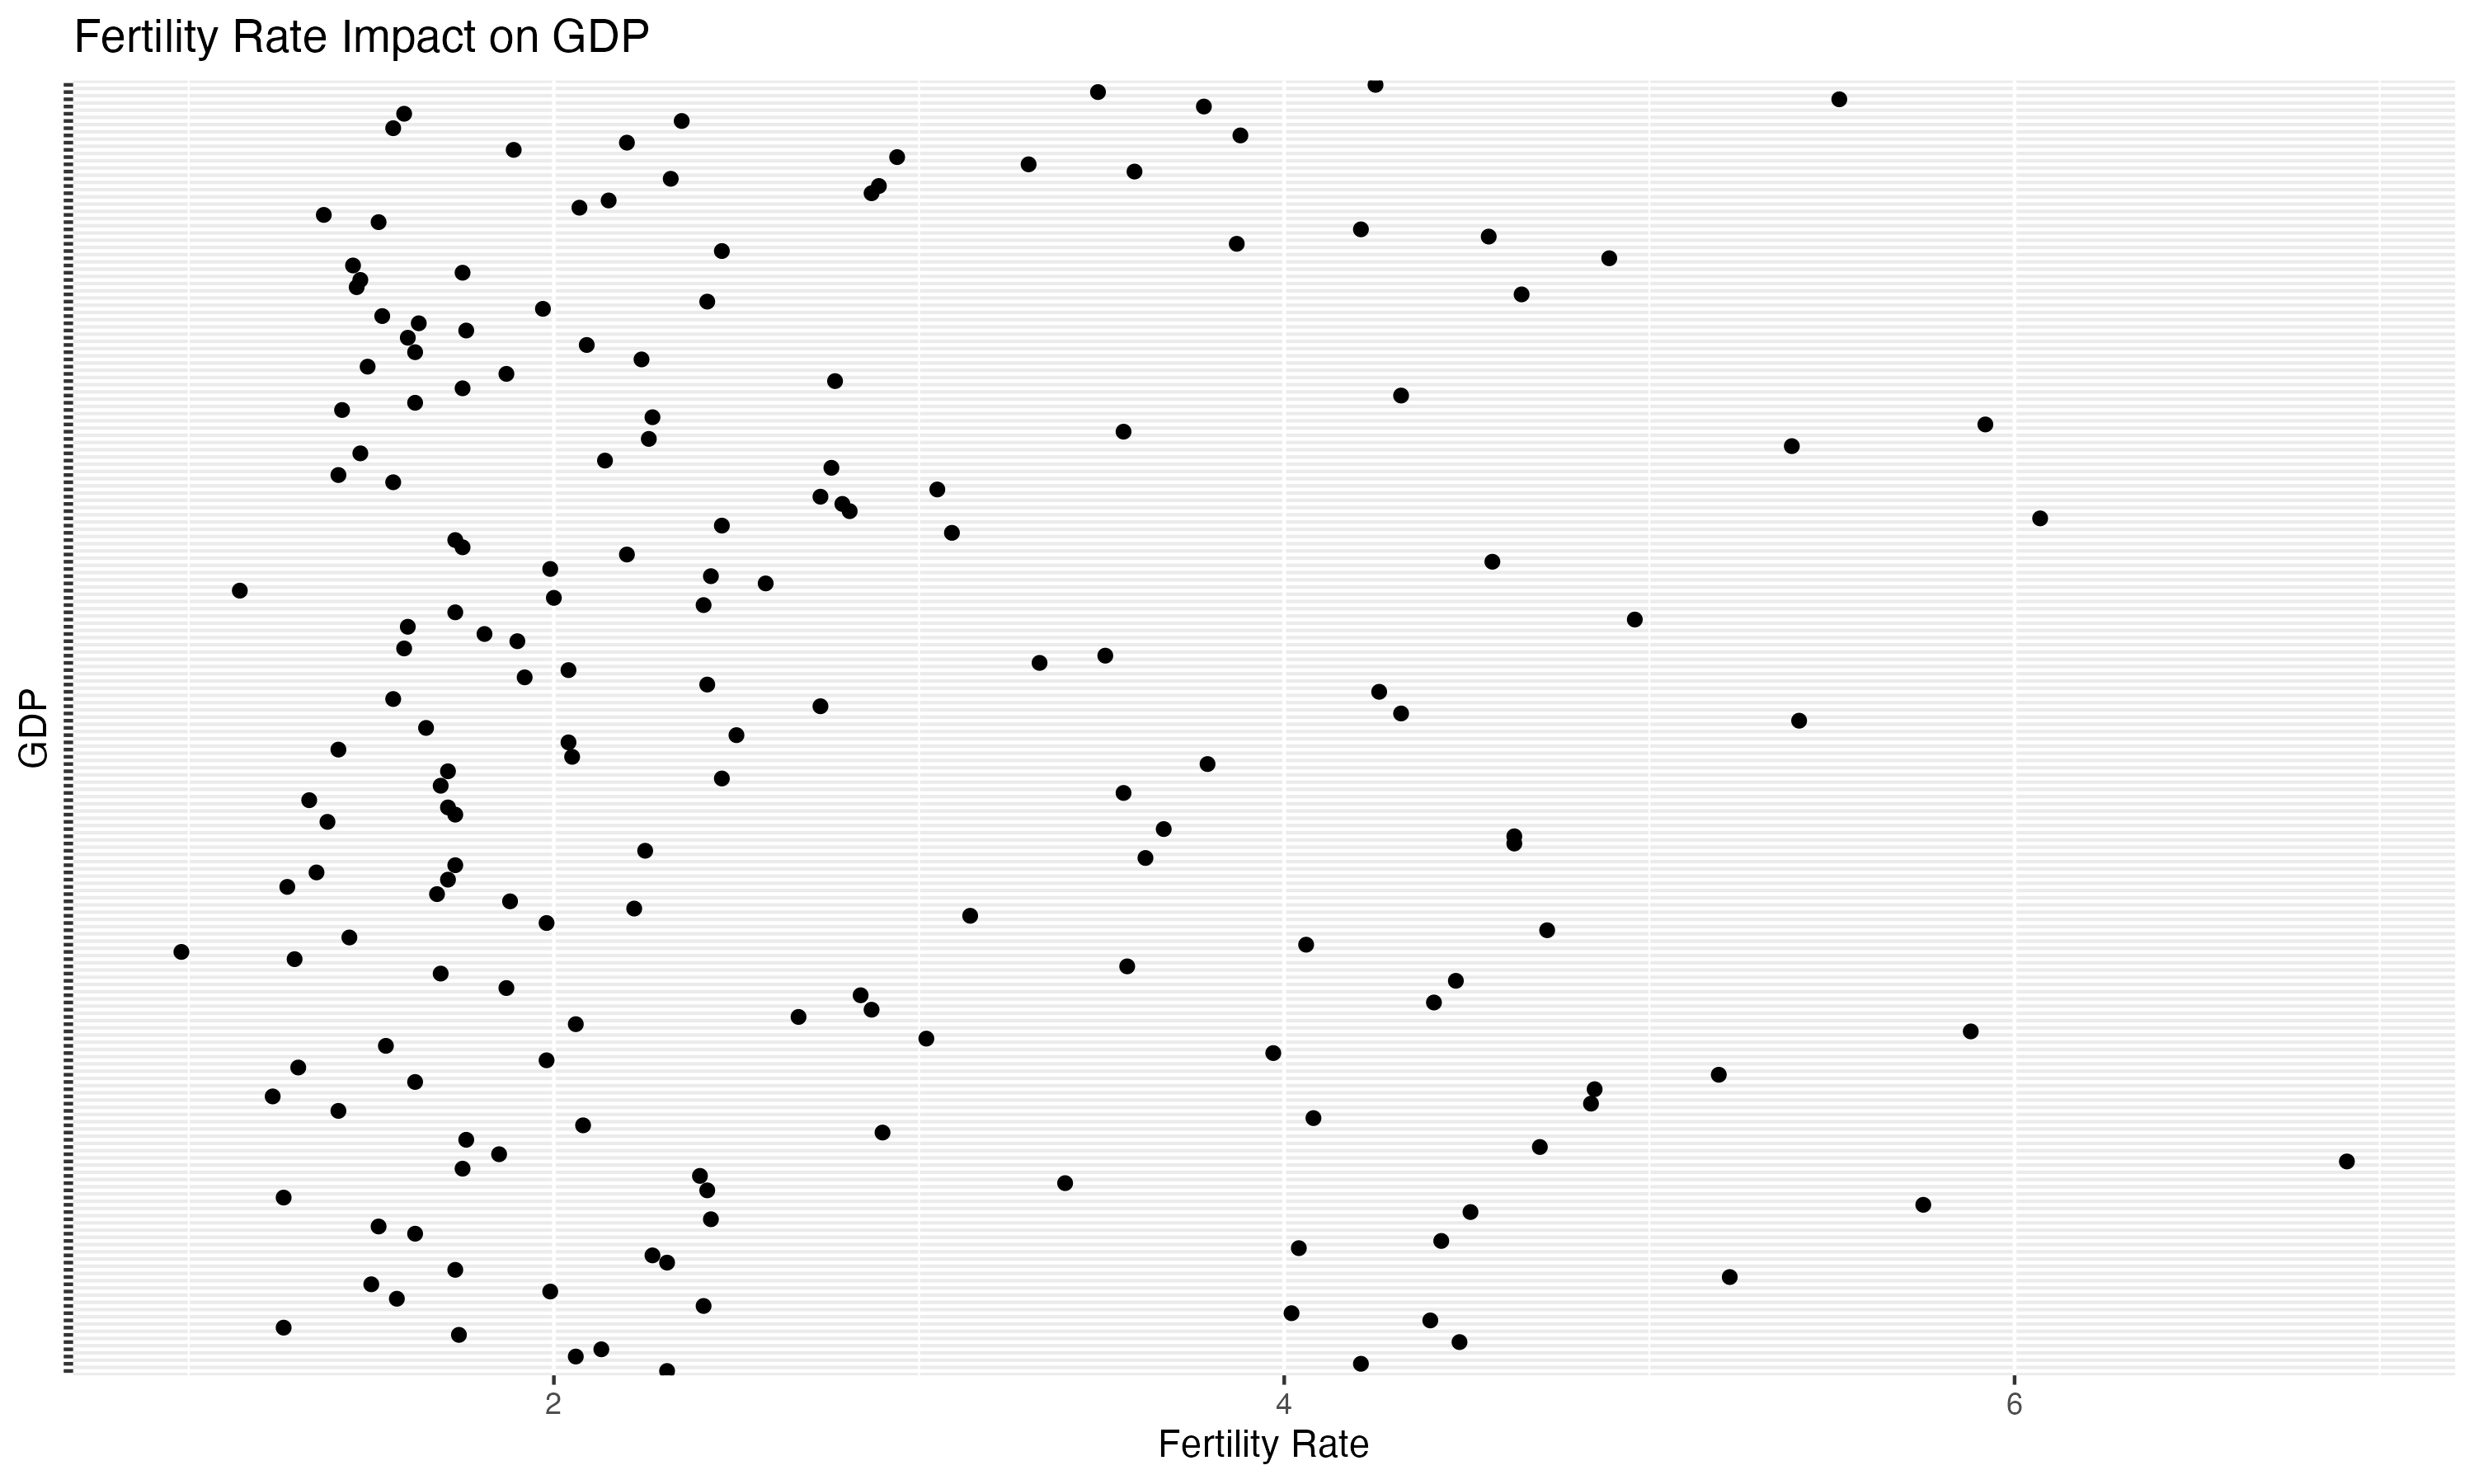 Fertility Rate Impact on GDP
GDP
2 4 6
Fertility Rate